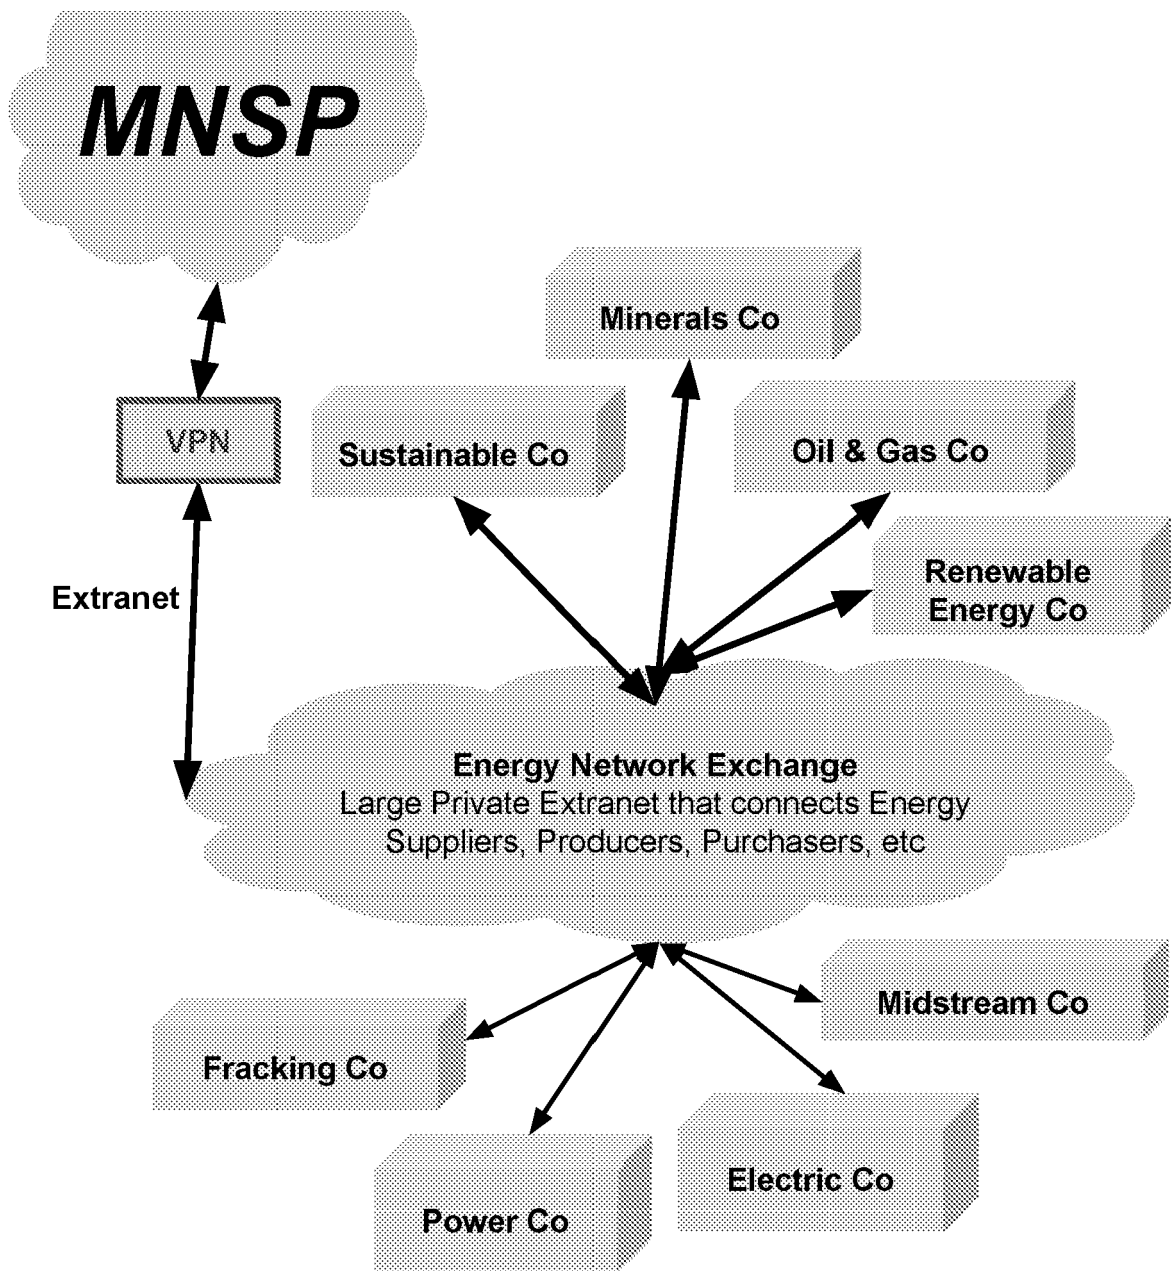 MNSP
Minerals Co
VPN
Sustainable Co
Oil & Gas Co
Extranet
Renewable
Energy Co
Energy Network Exchange
Large Private Extranet that connects Energy
Suppliers, Producers, Purchasers, etc
Midstream Co
Fracking Co
Electric Co
Power Co